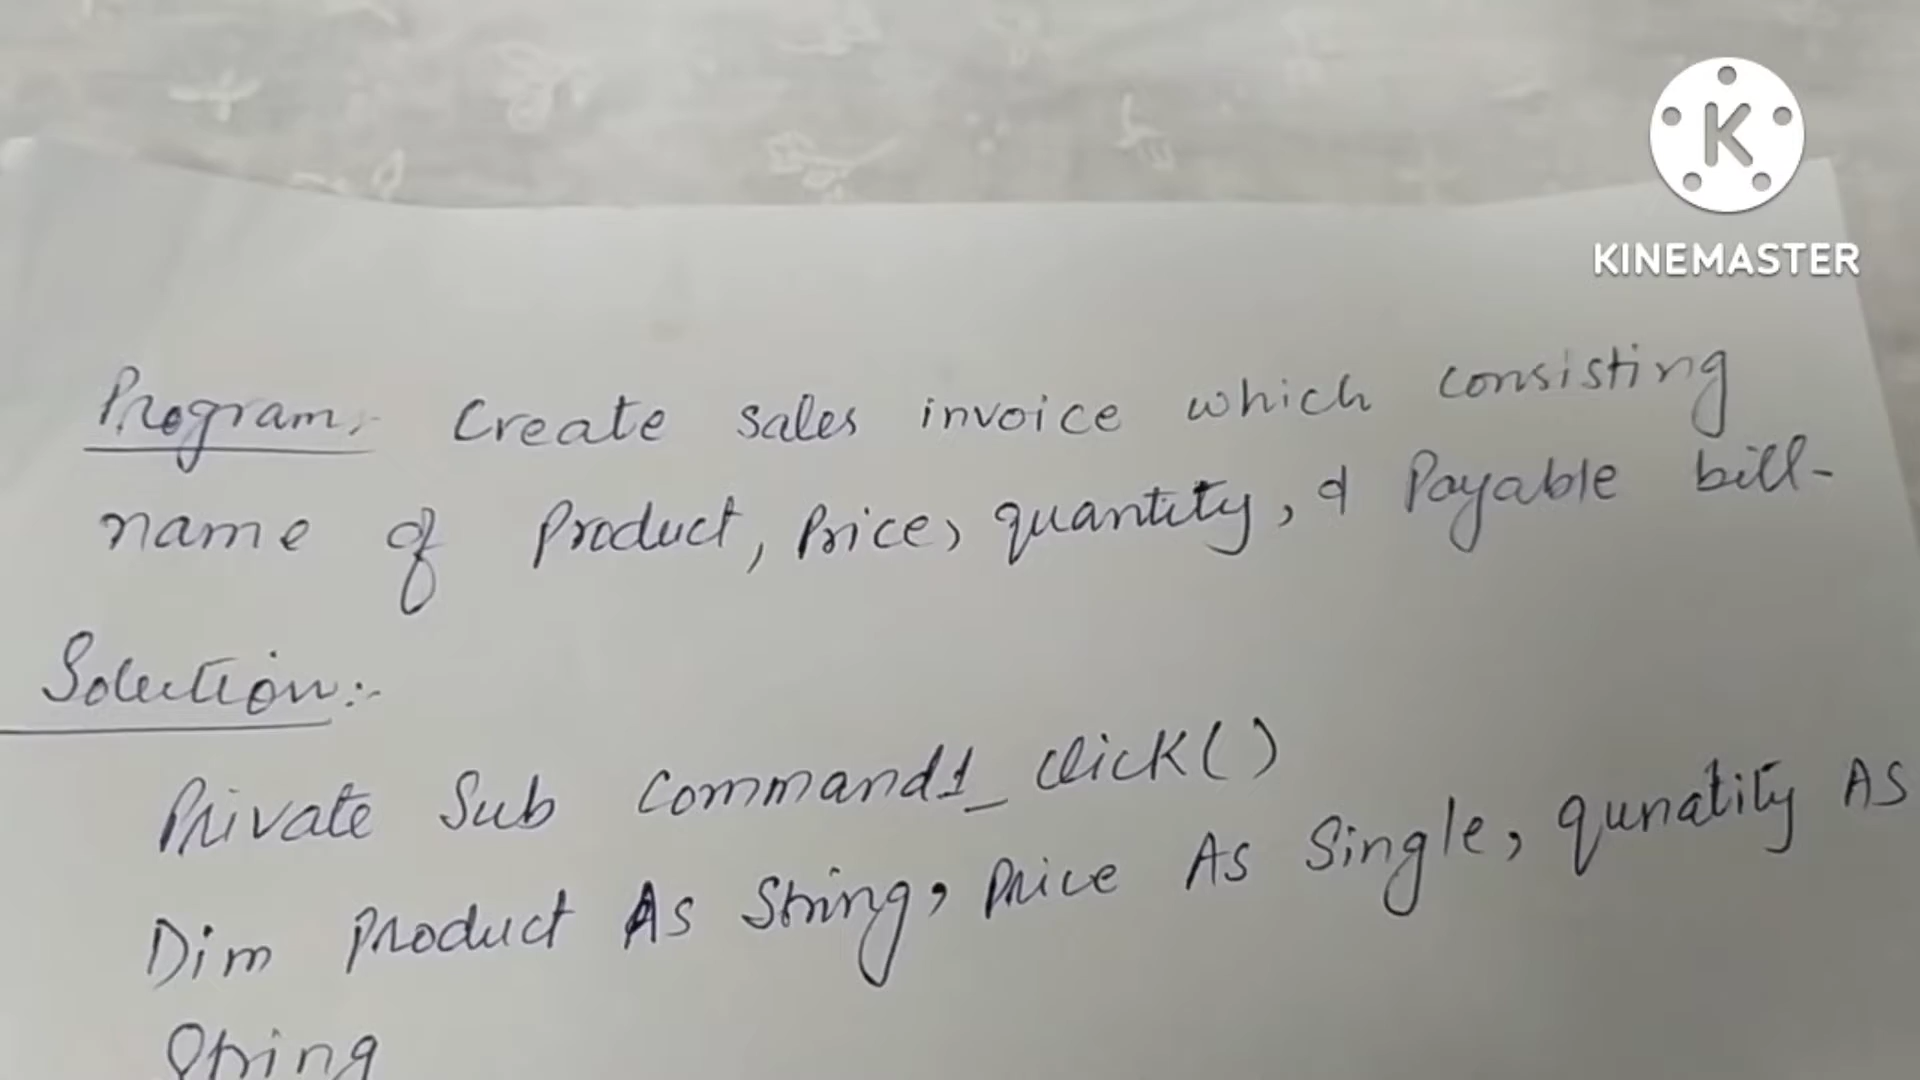 K
KINEMASTER
Program:- Create sales invoice which consisting
name of Product, Price, quantity, & Payable bill-
Solution:-
Private Sub Command1_click()
Dim product As String, Price As Single, qunatity As
String